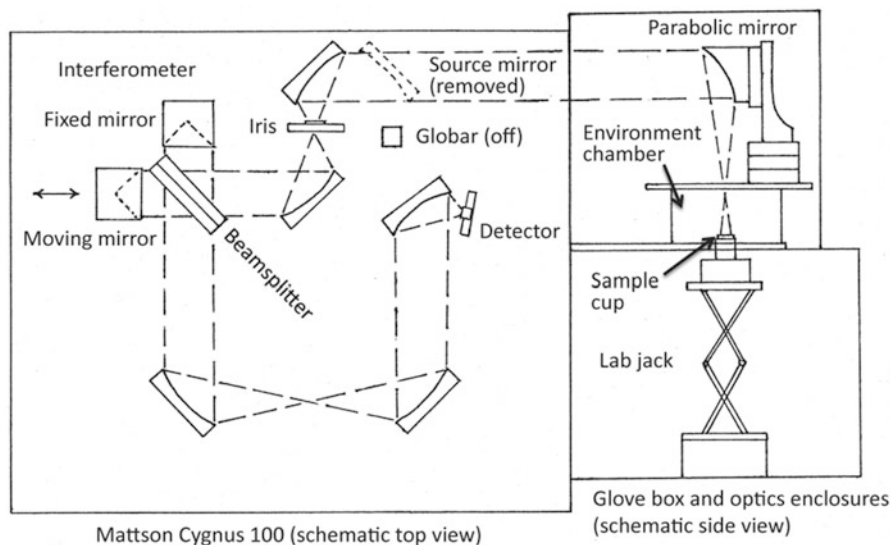 Parabolic mirror
Interferometer
Source mirror
(removed)
Fixed mirror
Iris
Globar (off)
Environment
chamber
Moving mirror
Beamsplitter
Detector
Sample
cup
Lab jack
Mattson Cygnus 100 (schematic top view)
Glove box and optics enclosures
(schematic side view)